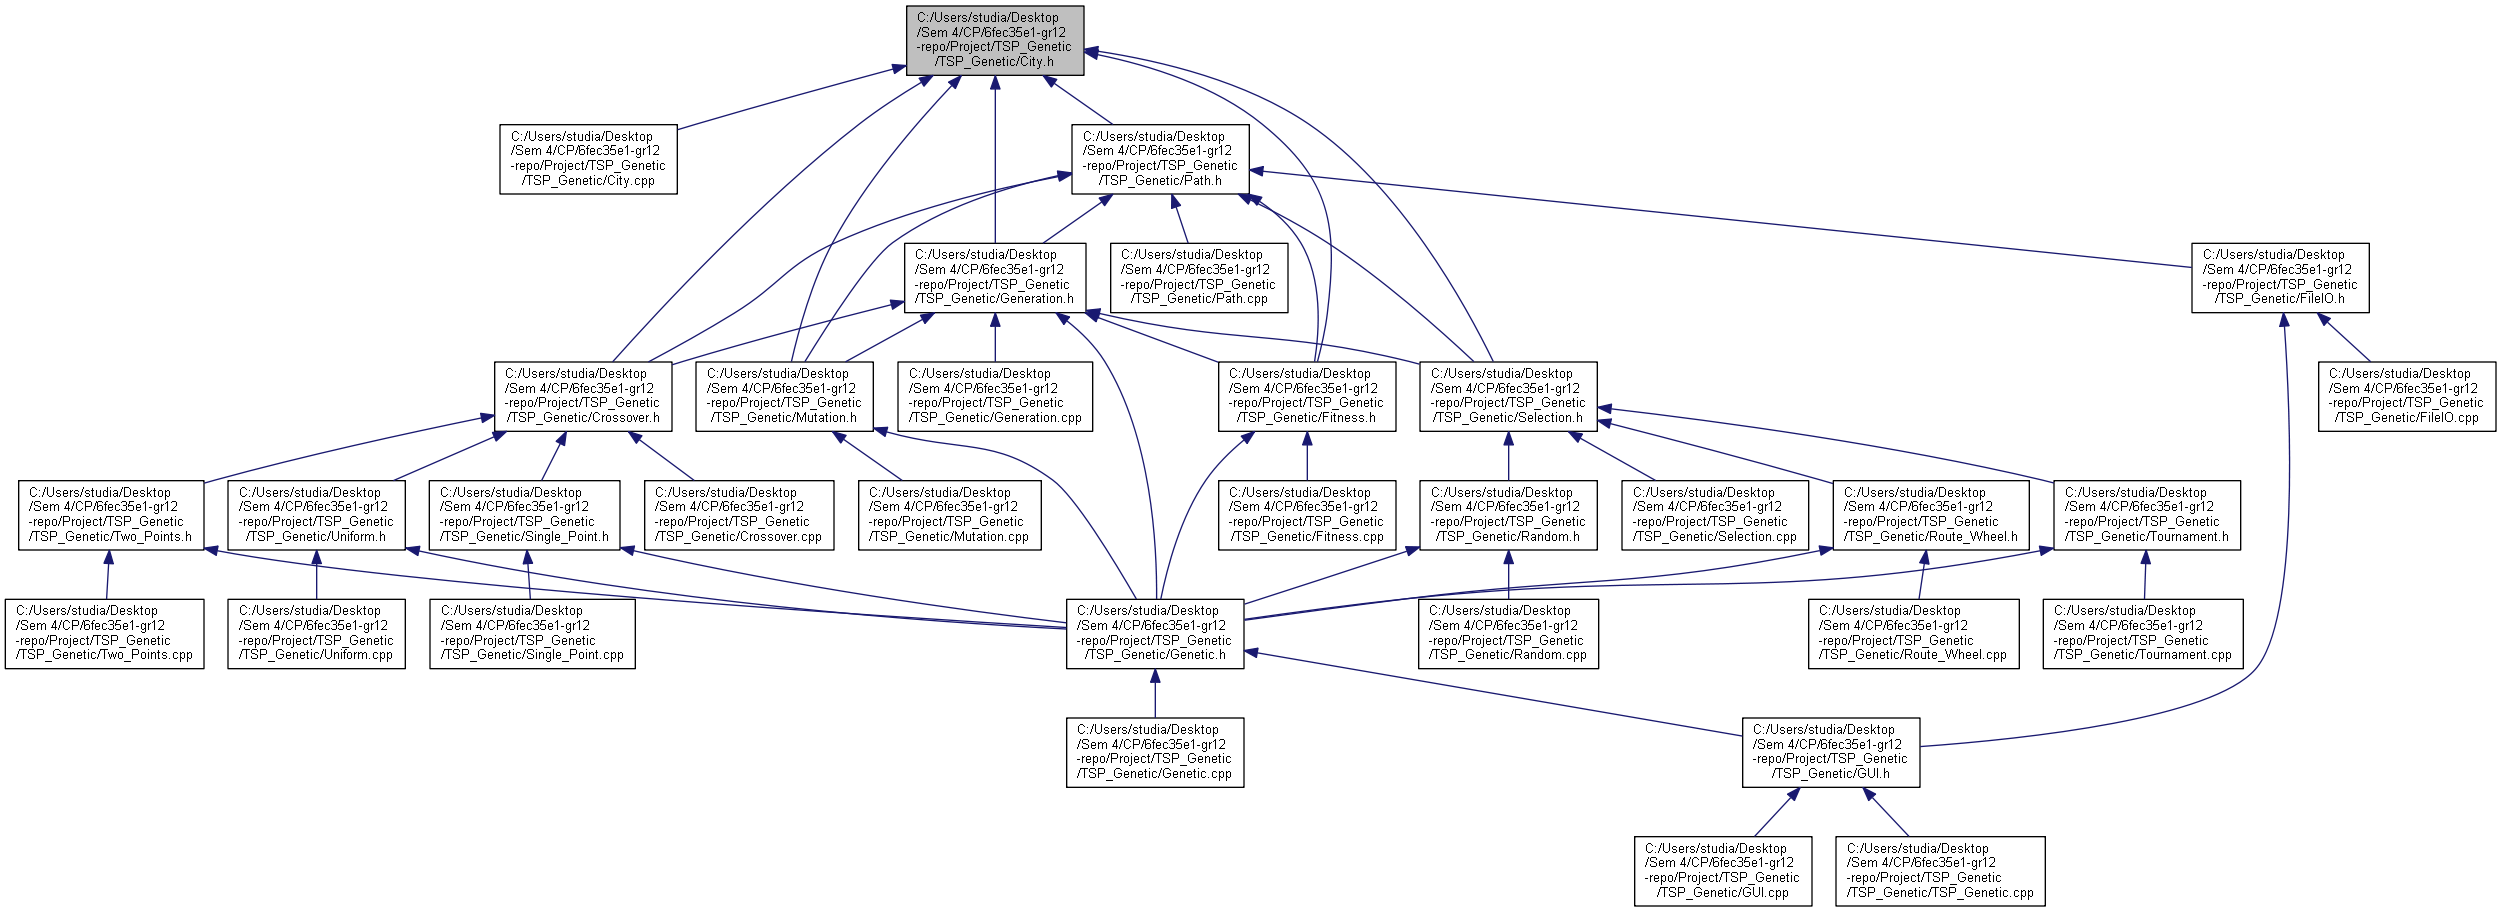 C:/Users/studia/Desktop
/Sem 4/CP/6fec35e1-gr12
-repo/Project/TSP_Genetic
/TSP_Genetic/City.h
C:/Users/studia/Desktop
/Sem 4/CP/6fec35e1-gr12
-repo/Project/TSP_Genetic
/TSP_Genetic/City.cpp
C:/Users/studia/Desktop
/Sem 4/CP/6fec35e1-gr12
-repo/Project/TSP_Genetic
/TSP_Genetic/Path.h
C:/Users/studia/Desktop
/Sem 4/CP/6fec35e1-gr12
-repo/Project/TSP_Genetic
/TSP_Genetic/Generation.h
C:/Users/studia/Desktop
/Sem 4/CP/6fec35e1-gr12
-repo/Project/TSP_Genetic
/TSP_Genetic/Path.cpp
C:/Users/studia/Desktop
/Sem 4/CP/6fec35e1-gr12
-repo/Project/TSP_Genetic
/TSP_Genetic/FileIO.h
C:/Users/studia/Desktop
/Sem 4/CP/6fec35e1-gr12
-repo/Project/TSP_Genetic
/TSP_Genetic/Crossover.h
C:/Users/studia/Desktop
/Sem 4/CP/6fec35e1-gr12
-repo/Project/TSP_Genetic
/TSP_Genetic/Mutation.h
C:/Users/studia/Desktop
/Sem 4/CP/6fec35e1-gr12
-repo/Project/TSP_Genetic
/TSP_Genetic/Generation.cpp
C:/Users/studia/Desktop
/Sem 4/CP/6fec35e1-gr12
-repo/Project/TSP_Genetic
/TSP_Genetic/Fitness.h
C:/Users/studia/Desktop
/Sem 4/CP/6fec35e1-gr12
-repo/Project/TSP_Genetic
/TSP_Genetic/Selection.h
C:/Users/studia/Desktop
/Sem 4/CP/6fec35e1-gr12
-repo/Project/TSP_Genetic
/TSP_Genetic/FileIO.cpp
C:/Users/studia/Desktop
/Sem 4/CP/6fec35e1-gr12
-repo/Project/TSP_Genetic
/TSP_Genetic/Two_Points.h
C:/Users/studia/Desktop
/Sem 4/CP/6fec35e1-gr12
-repo/Project/TSP_Genetic
/TSP_Genetic/Uniform.h
C:/Users/studia/Desktop
/Sem 4/CP/6fec35e1-gr12
-repo/Project/TSP_Genetic
/TSP_Genetic/Single_Point.h
C:/Users/studia/Desktop
/Sem 4/CP/6fec35e1-gr12
-repo/Project/TSP_Genetic
/TSP_Genetic/Crossover.cpp
C:/Users/studia/Desktop
/Sem 4/CP/6fec35e1-gr12
-repo/Project/TSP_Genetic
/TSP_Genetic/Mutation.cpp
C:/Users/studia/Desktop
/Sem 4/CP/6fec35e1-gr12
-repo/Project/TSP_Genetic
/TSP_Genetic/Fitness.cpp
C:/Users/studia/Desktop
/Sem 4/CP/6fec35e1-gr12
-repo/Project/TSP_Genetic
/TSP_Genetic/Random.h
C:/Users/studia/Desktop
/Sem 4/CP/6fec35e1-gr12
-repo/Project/TSP_Genetic
/TSP_Genetic/Selection.cpp
C:/Users/studia/Desktop
/Sem 4/CP/6fec35e1-gr12
-repo/Project/TSP_Genetic
/TSP_Genetic/Route_Wheel.h
C:/Users/studia/Desktop
/Sem 4/CP/6fec35e1-gr12
-repo/Project/TSP_Genetic
/TSP_Genetic/Tournament.h
C:/Users/studia/Desktop
/Sem 4/CP/6fec35e1-gr12
-repo/Project/TSP_Genetic
/TSP_Genetic/Two_Points.cpp
C:/Users/studia/Desktop
/Sem 4/CP/6fec35e1-gr12
-repo/Project/TSP_Genetic
/TSP_Genetic/Uniform.cpp
C:/Users/studia/Desktop
/Sem 4/CP/6fec35e1-gr12
-repo/Project/TSP_Genetic
/TSP_Genetic/Single_Point.cpp
C:/Users/studia/Desktop
/Sem 4/CP/6fec35e1-gr12
-repo/Project/TSP_Genetic
/TSP_Genetic/Genetic.h
C:/Users/studia/Desktop
/Sem 4/CP/6fec35e1-gr12
-repo/Project/TSP_Genetic
/TSP_Genetic/Random.cpp
C:/Users/studia/Desktop
/Sem 4/CP/6fec35e1-gr12
-repo/Project/TSP_Genetic
/TSP_Genetic/Route_Wheel.cpp
C:/Users/studia/Desktop
/Sem 4/CP/6fec35e1-gr12
-repo/Project/TSP_Genetic
/TSP_Genetic/Tournament.cpp
C:/Users/studia/Desktop
/Sem 4/CP/6fec35e1-gr12
-repo/Project/TSP_Genetic
/TSP_Genetic/Genetic.cpp
C:/Users/studia/Desktop
/Sem 4/CP/6fec35e1-gr12
-repo/Project/TSP_Genetic
/TSP_Genetic/GUI.h
C:/Users/studia/Desktop
/Sem 4/CP/6fec35e1-gr12
-repo/Project/TSP_Genetic
/TSP_Genetic/GUI.cpp
C:/Users/studia/Desktop
/Sem 4/CP/6fec35e1-gr12
-repo/Project/TSP_Genetic
/TSP_Genetic/TSP_Genetic.cpp